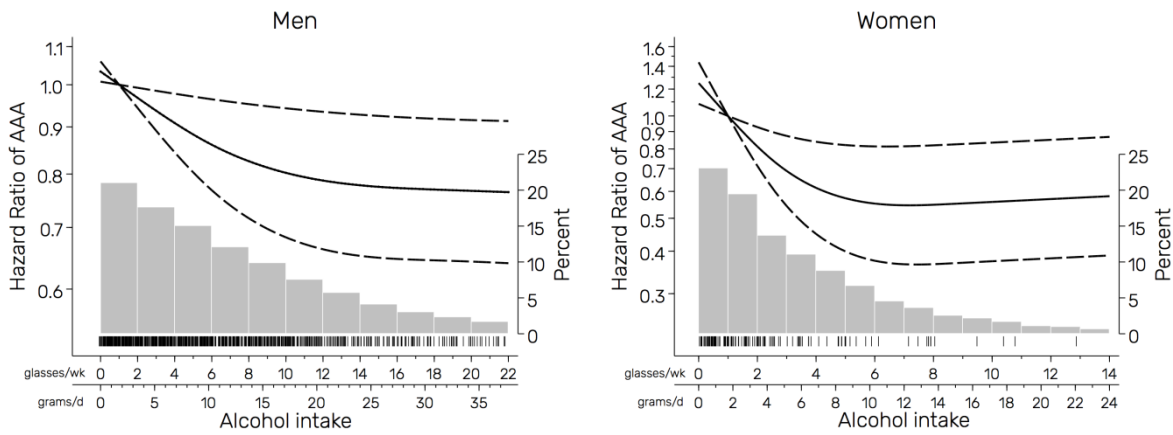 Men
Hazard Ratio of AAA
1.1
1.0
0.9
0.8
0.7
0.6
25
20
15
10
5
0
Percent
glasses/wk 0 2 4 6 8 10 12 14 16 18 20 22
grams/d 0 5 10 15 20 25 30 35
Alcohol intake
Women
Hazard Ratio of AAA
1.6
1.4
1.2
1.0
0.9
0.8
0.7
0.6
0.5
0.4
0.3
25
20
15
10
5
0
Percent
glasses/wk 0 2 4 6 8 10 12 14
grams/d 0 2 4 6 8 10 12 14 16 18 20 22 24
Alcohol intake